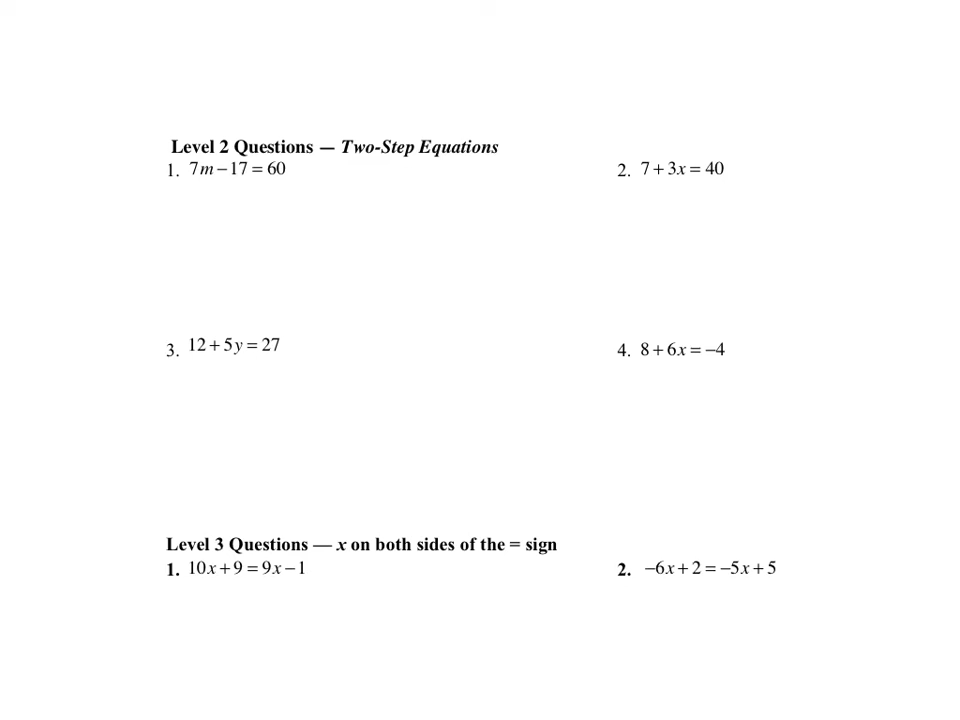 Level 2 Questions — Two-Step Equations
1. 7m − 17 = 60 2. 7 + 3x = 40
3. 12 + 5y = 27 4. 8 + 6x = −4
Level 3 Questions — x on both sides of the = sign
1. 10x + 9 = 9x − 1 2. −6x + 2 = −5x + 5